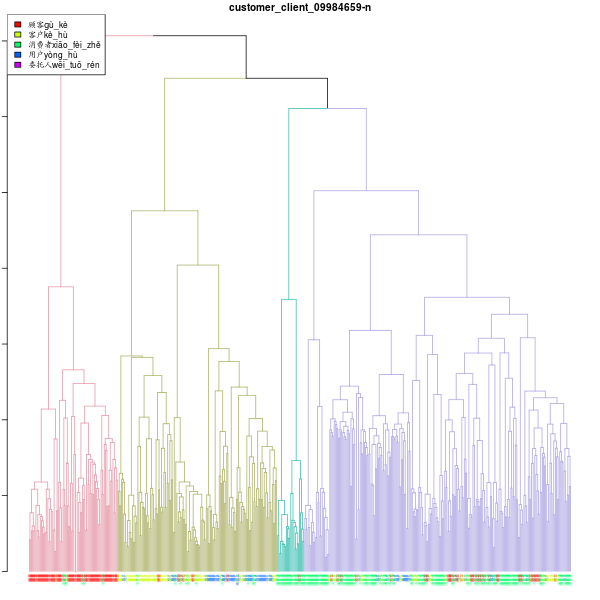 customer_client_09984659-n
顾客gù_kè
客户kè_hù
消费者xiāo_fèi_zhě
用户yòng_hù
委托人wěi_tuō_rén